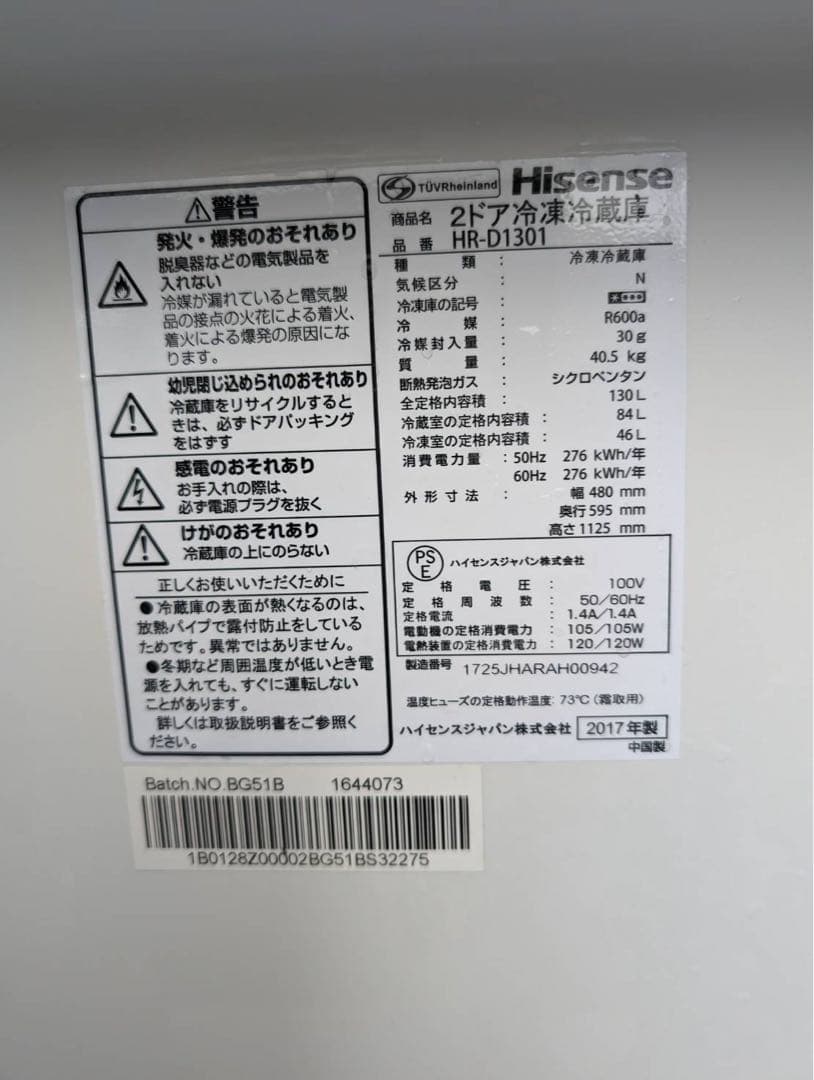 ⚠警告
発火・爆発のおそれあり
脱臭器などの電気製品を
入れない
冷媒が漏れていると電気製
品の接点の火花による着火、
着火による爆発の原因にな
ります。
幼児閉じ込められのおそれあり
冷蔵庫をリサイクルすると
きは、必ずドアパッキング
をはずす
感電のおそれあり
お手入れの際は、
必ず電源プラグを抜く
けがのおそれあり
冷蔵庫の上にのらない
正しくお使いいただくために
●冷蔵庫の表面が熱くなるのは、
放熱パイプで露付防止をしている
ためです。異常ではありません。
●冬期など周囲温度が低いとき電
源を入れても、すぐに運転しない
ことがあります。
詳しくは取扱説明書をご参照く
ださい。
TÜVRheinland Hisense
商品名 2ドア冷凍冷蔵庫
品番 HR-D1301
種類 : 冷凍冷蔵庫
気候区分 : N
冷凍庫の記号 :
冷媒 : R600a
冷媒封入量 : 30g
質量 : 40.5 kg
断熱発泡ガス : シクロペンタン
全定格内容積 : 130L
冷蔵室の定格内容積 : 84L
冷凍室の定格内容積 : 46L
消費電力量 : 50Hz 276 kWh/年
60Hz 276 kWh/年
外形寸法 : 幅 480 mm
奥行 595 mm
高さ 1125 mm
PSE ハイセンスジャパン株式会社
定格電圧 : 100V
定格周波数 : 50/60Hz
定格電流 : 1.4A/1.4A
電動機の定格消費電力 : 105/105W
電熱装置の定格消費電力 : 120/120W
製造番号 1725JHARAH00942
温度ヒューズの定格動作温度: 73℃(霜取用)
ハイセンスジャパン株式会社 2017年製
中国製
Batch.NO.BG51B 1644073
1B0128Z00002BG51BS32275